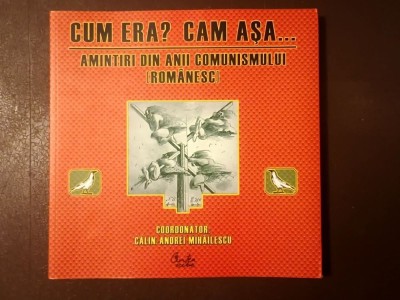 CUM ERA? CAM AȘA...
AMINTIRI DIN ANII COMUNISMULUI
(ROMÂNESC)
COORDONATOR:
CĂLIN-ANDREI MIHĂILESCU